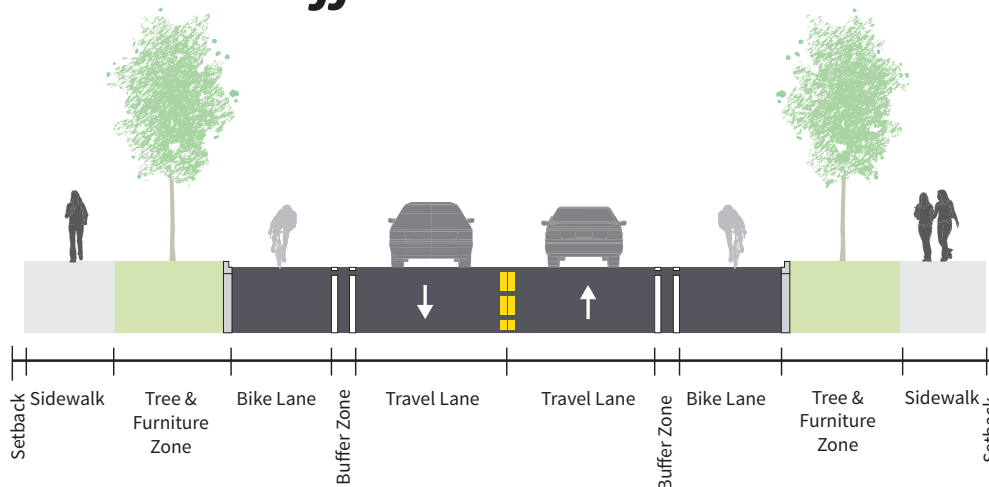 Setback
Sidewalk
Tree &
Furniture
Zone
Bike Lane
Buffer Zone
Travel Lane
Travel Lane
Buffer Zone
Bike Lane
Tree &
Furniture
Zone
Sidewalk
Setback